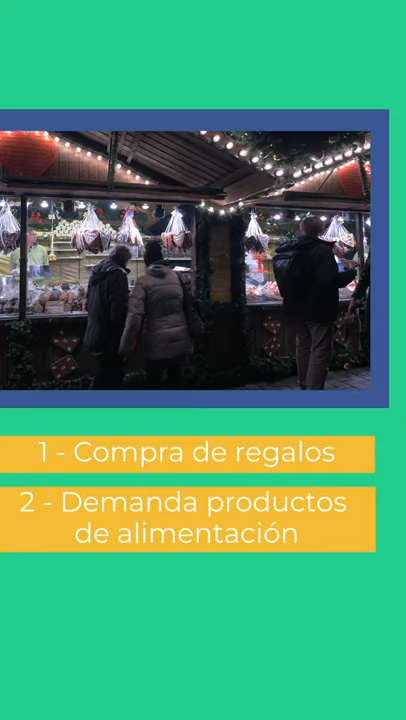 1 - Compra de regalos
2 - Demanda productos
de alimentación